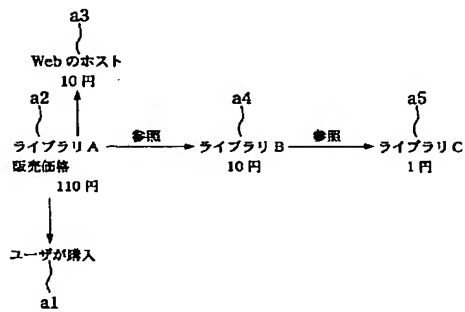 a3
Webのホスト
10円
a2
a4
a5
ライブラリA
参照
ライブラリB
参照
ライブラリC
販売価格
10円
1円
110円
ユーザが購入
a1